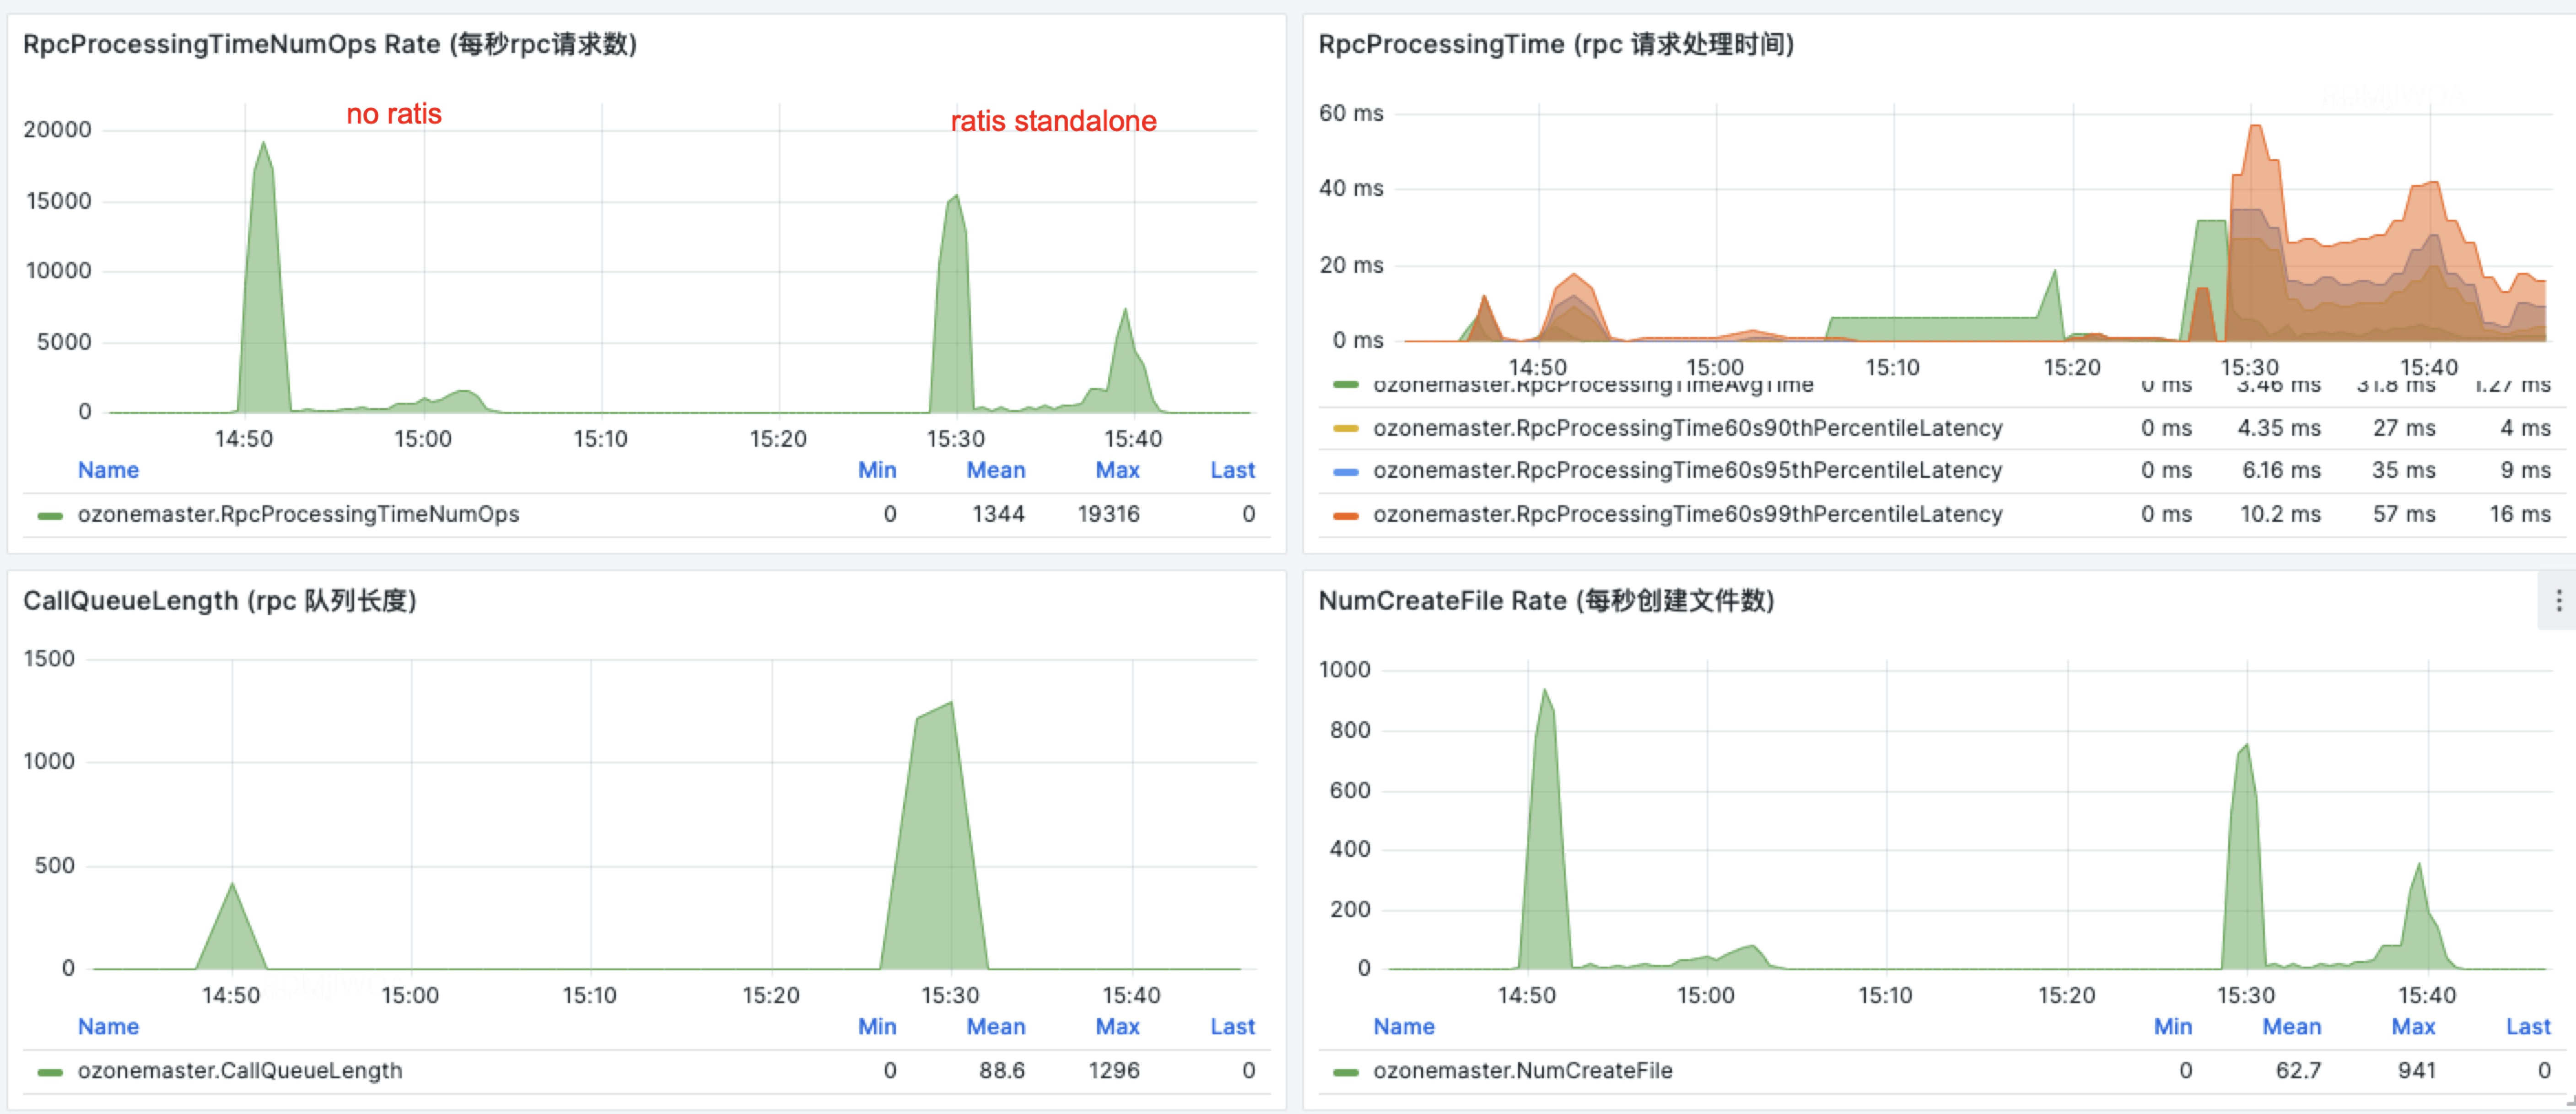 RpcProcessingTimeNumOps Rate (每秒rpc请求数)
no ratis
ratis standalone
20000
15000
10000
5000
0
14:50 15:00 15:10 15:20 15:30 15:40
Name Min Mean Max Last
ozonemaster.RpcProcessingTimeNumOps 0 1344 19316 0
RpcProcessingTime (rpc 请求处理时间)
60 ms
40 ms
20 ms
0 ms
14:50 15:00 15:10 15:20 15:30 15:40
ozonemaster.RpcProcessingTimeAvgTime 0 ms 3.46 ms 31.8 ms 1.27 ms
ozonemaster.RpcProcessingTime60s90thPercentileLatency 0 ms 4.35 ms 27 ms 4 ms
ozonemaster.RpcProcessingTime60s95thPercentileLatency 0 ms 6.16 ms 35 ms 9 ms
ozonemaster.RpcProcessingTime60s99thPercentileLatency 0 ms 10.2 ms 57 ms 16 ms
CallQueueLength (rpc 队列长度)
1500
1000
500
0
14:50 15:00 15:10 15:20 15:30 15:40
Name Min Mean Max Last
ozonemaster.CallQueueLength 0 88.6 1296 0
NumCreateFile Rate (每秒创建文件数)
1000
800
600
400
200
0
14:50 15:00 15:10 15:20 15:30 15:40
Name Min Mean Max Last
ozonemaster.NumCreateFile 0 62.7 941 0